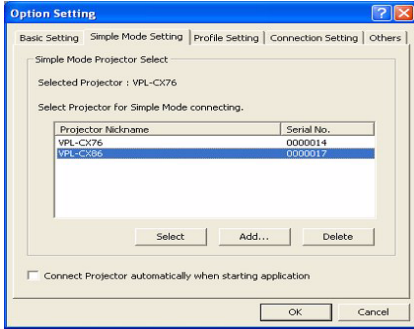 Option Setting
Basic Setting Simple Mode Setting Profile Setting Connection Setting Others
Simple Mode Projector Select
Selected Projector : VPL-CX76
Select Projector for Simple Mode connecting.
Projector Nickname Serial No.
VPL-CX76 0000014
VPL-CX86 0000017
Select Add... Delete
Connect Projector automatically when starting application
OK Cancel